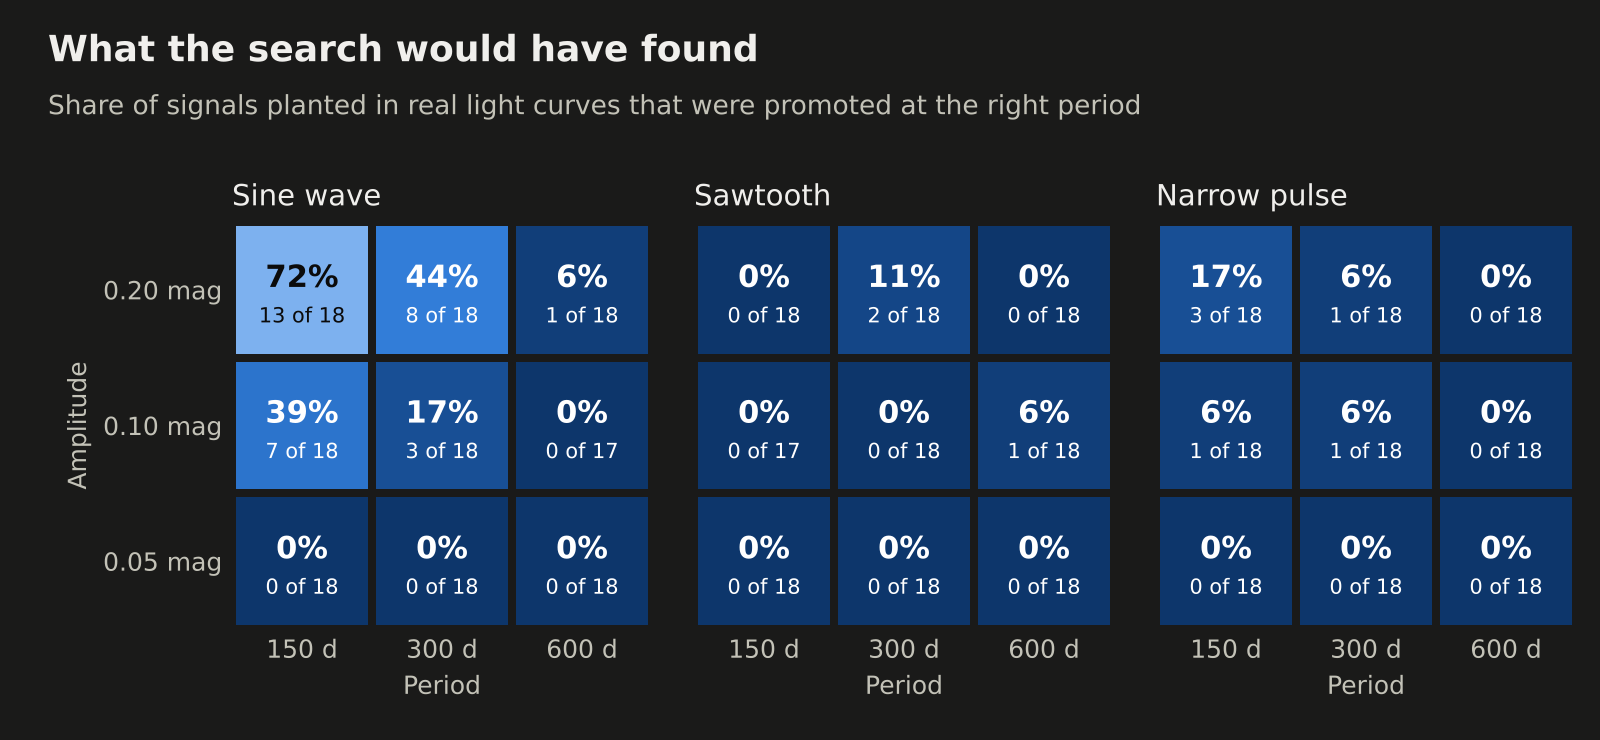 What the search would have found
Share of signals planted in real light curves that were promoted at the right period
Sine wave Sawtooth Narrow pulse
Amplitude
0.20 mag 72% 44% 6% 0% 11% 0% 17% 6% 0%
13 of 18 8 of 18 1 of 18 0 of 18 2 of 18 0 of 18 3 of 18 1 of 18 0 of 18
0.10 mag 39% 17% 0% 0% 0% 6% 6% 6% 0%
7 of 18 3 of 18 0 of 17 0 of 17 0 of 18 1 of 18 1 of 18 1 of 18 0 of 18
0.05 mag 0% 0% 0% 0% 0% 0% 0% 0% 0%
0 of 18 0 of 18 0 of 18 0 of 18 0 of 18 0 of 18 0 of 18 0 of 18 0 of 18
150 d 300 d 600 d 150 d 300 d 600 d 150 d 300 d 600 d
Period Period Period